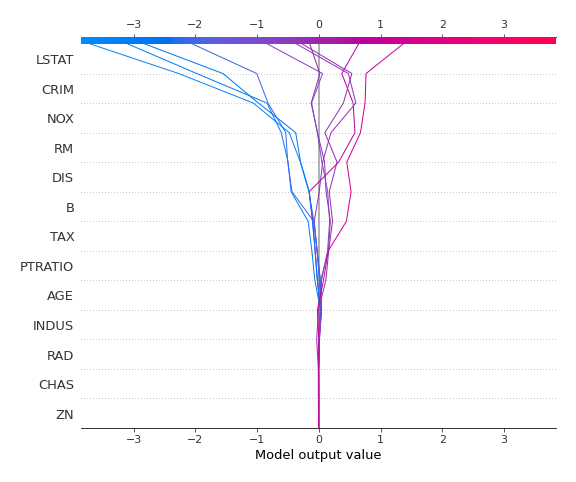 −3 −2 −1 0 1 2 3
LSTAT
CRIM
NOX
RM
DIS
B
TAX
PTRATIO
AGE
INDUS
RAD
CHAS
ZN
−3 −2 −1 0 1 2 3
Model output value